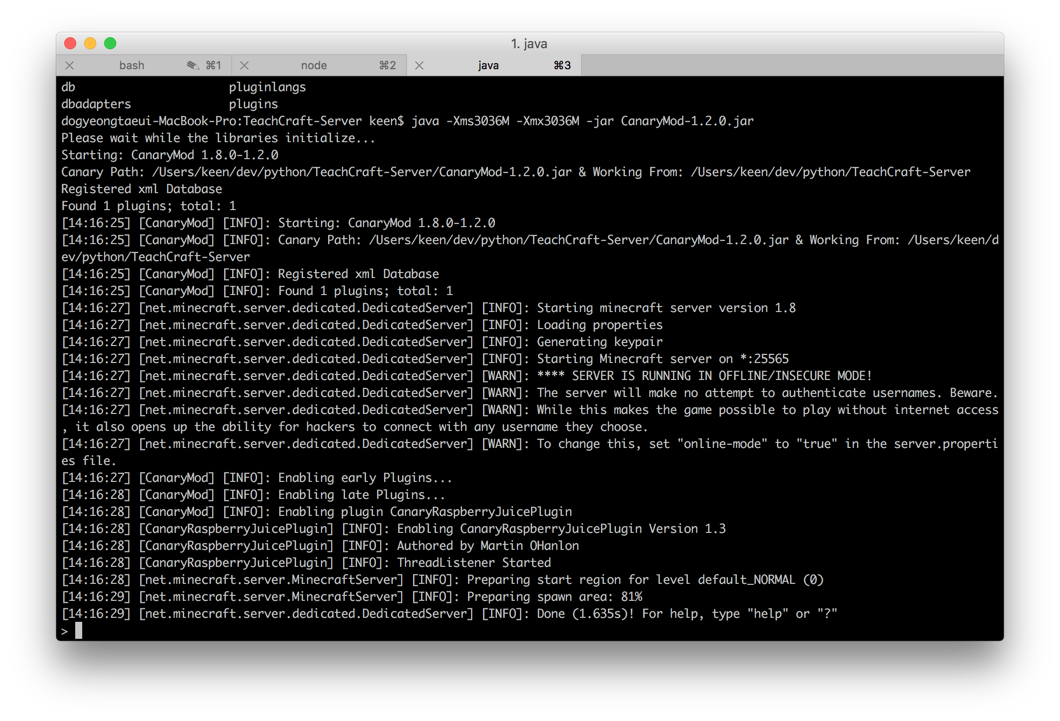 1. java
bash ⌘1 node ⌘2 java ⌘3
db pluginlangs
dbadapters plugins
dogyeongtaeui-MacBook-Pro:TeachCraft-Server keen$ java -Xms3036M -Xmx3036M -jar CanaryMod-1.2.0.jar
Please wait while the libraries initialize...
Starting: CanaryMod 1.8.0-1.2.0
Canary Path: /Users/keen/dev/python/TeachCraft-Server/CanaryMod-1.2.0.jar & Working From: /Users/keen/dev/python/TeachCraft-Server
Registered xml Database
Found 1 plugins; total: 1
[14:16:25] [CanaryMod] [INFO]: Starting: CanaryMod 1.8.0-1.2.0
[14:16:25] [CanaryMod] [INFO]: Canary Path: /Users/keen/dev/python/TeachCraft-Server/CanaryMod-1.2.0.jar & Working From: /Users/keen/d
ev/python/TeachCraft-Server
[14:16:25] [CanaryMod] [INFO]: Registered xml Database
[14:16:25] [CanaryMod] [INFO]: Found 1 plugins; total: 1
[14:16:27] [net.minecraft.server.dedicated.DedicatedServer] [INFO]: Starting minecraft server version 1.8
[14:16:27] [net.minecraft.server.dedicated.DedicatedServer] [INFO]: Loading properties
[14:16:27] [net.minecraft.server.dedicated.DedicatedServer] [INFO]: Generating keypair
[14:16:27] [net.minecraft.server.dedicated.DedicatedServer] [INFO]: Starting Minecraft server on *:25565
[14:16:27] [net.minecraft.server.dedicated.DedicatedServer] [WARN]: **** SERVER IS RUNNING IN OFFLINE/INSECURE MODE!
[14:16:27] [net.minecraft.server.dedicated.DedicatedServer] [WARN]: The server will make no attempt to authenticate usernames. Beware.
[14:16:27] [net.minecraft.server.dedicated.DedicatedServer] [WARN]: While this makes the game possible to play without internet access
, it also opens up the ability for hackers to connect with any username they choose.
[14:16:27] [net.minecraft.server.dedicated.DedicatedServer] [WARN]: To change this, set "online-mode" to "true" in the server.properti
es file.
[14:16:27] [CanaryMod] [INFO]: Enabling early Plugins...
[14:16:28] [CanaryMod] [INFO]: Enabling late Plugins...
[14:16:28] [CanaryMod] [INFO]: Enabling plugin CanaryRaspberryJuicePlugin
[14:16:28] [CanaryRaspberryJuicePlugin] [INFO]: Enabling CanaryRaspberryJuicePlugin Version 1.3
[14:16:28] [CanaryRaspberryJuicePlugin] [INFO]: Authored by Martin OHanlon
[14:16:28] [CanaryRaspberryJuicePlugin] [INFO]: ThreadListener Started
[14:16:28] [net.minecraft.server.MinecraftServer] [INFO]: Preparing start region for level default_NORMAL (0)
[14:16:29] [net.minecraft.server.MinecraftServer] [INFO]: Preparing spawn area: 81%
[14:16:29] [net.minecraft.server.dedicated.DedicatedServer] [INFO]: Done (1.635s)! For help, type "help" or "?"
>